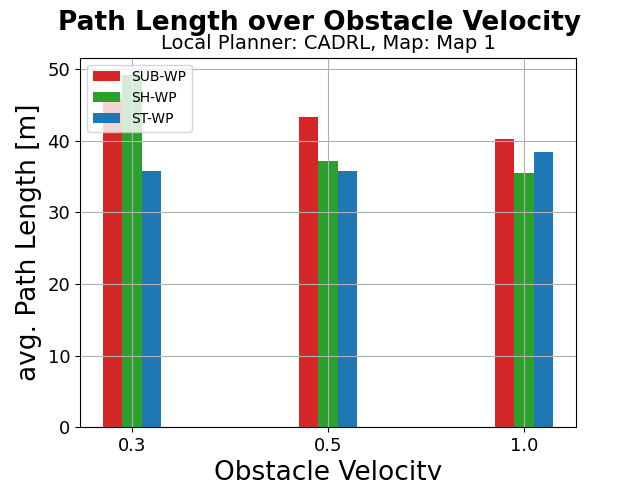 Path Length over Obstacle Velocity
Local Planner: CADRL, Map: Map 1
SUB-WP
SH-WP
ST-WP
avg. Path Length [m]
50
40
30
20
10
0
0.3 0.5 1.0
Obstacle Velocity